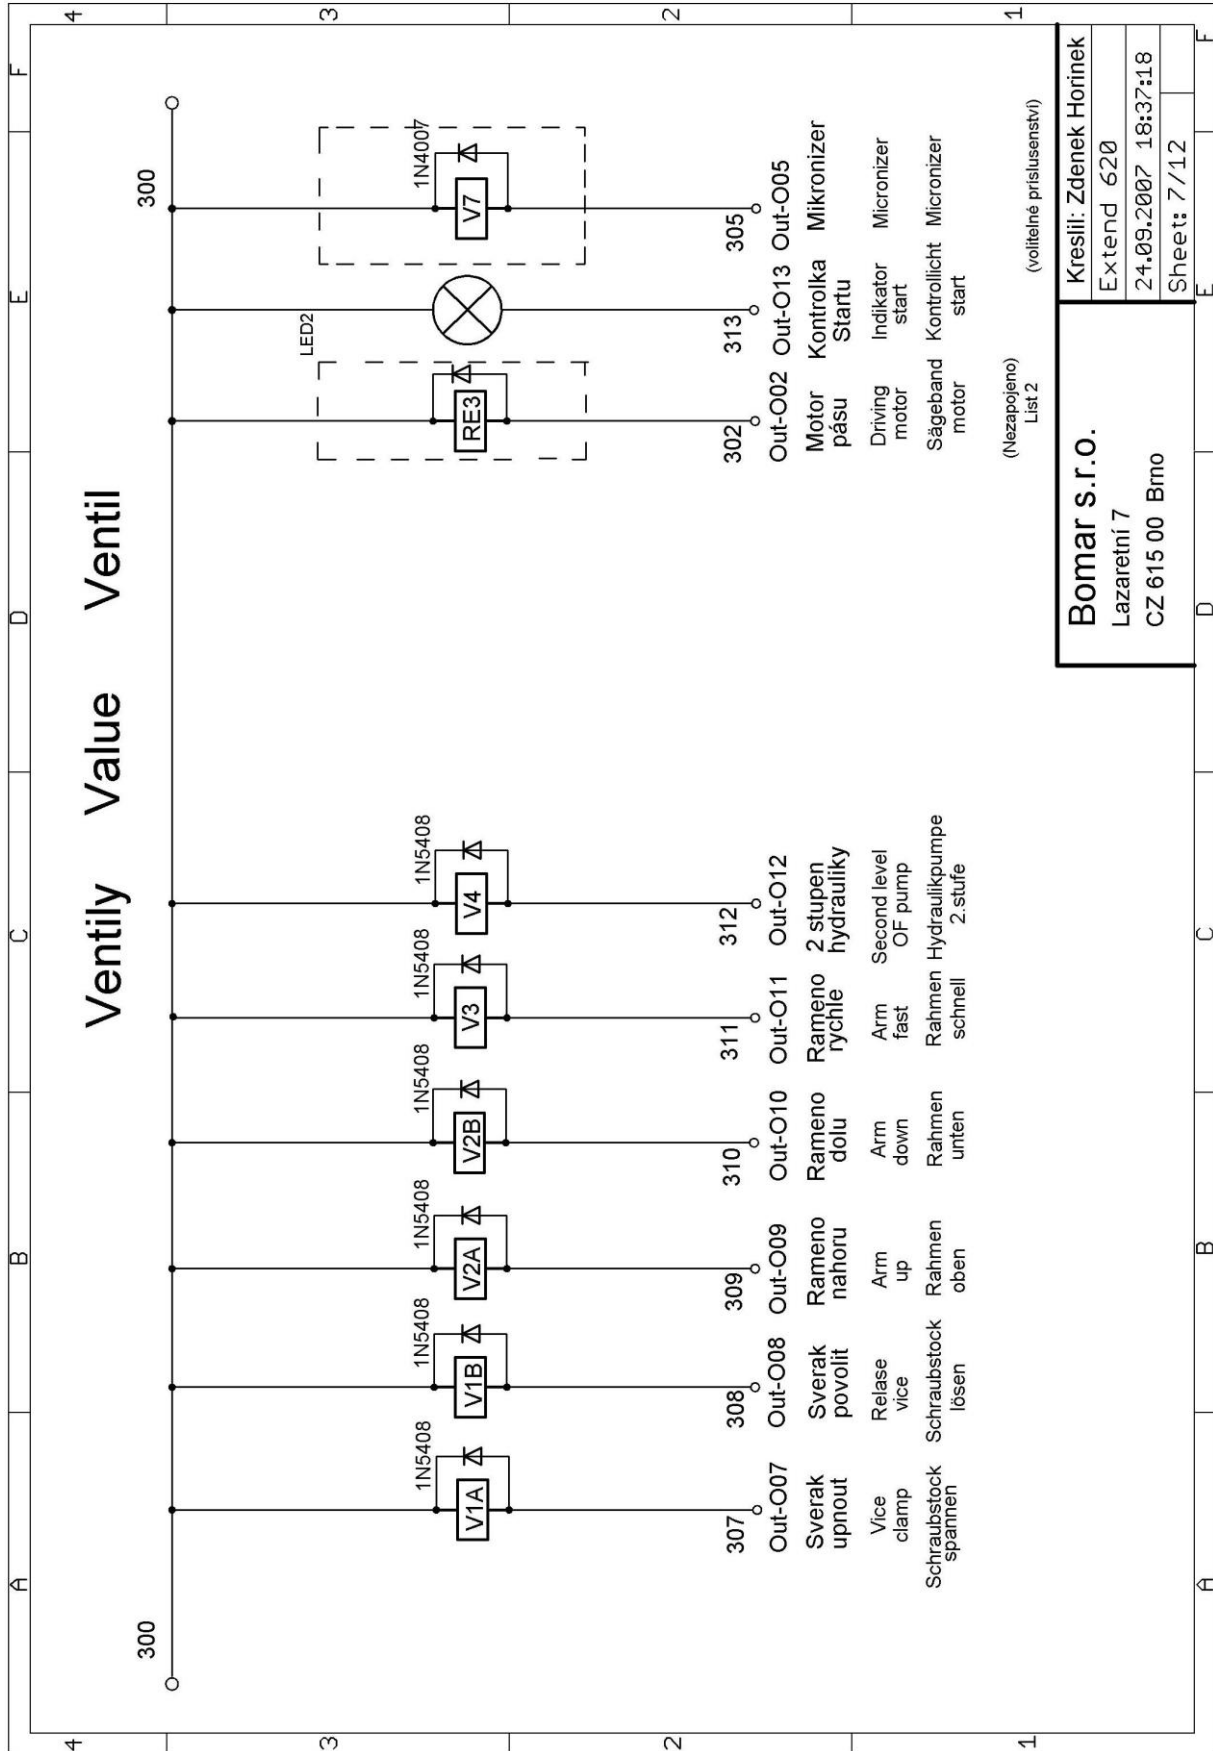 A B C D E F
4
3
2
1
Ventily Value Ventil
300
300
1N5408
V1A
307
Out-O07
Sverak
upnout
Vice
clamp
Schraubstock
spannen
1N5408
V1B
308
Out-O08
Sverak
povolit
Relase
vice
Schraubstock
lösen
1N5408
V2A
309
Out-O09
Rameno
nahoru
Arm
up
Rahmen
oben
1N5408
V2B
310
Out-O10
Rameno
dolu
Arm
down
Rahmen
unten
1N5408
V3
311
Out-O11
Rameno
rychle
Arm
fast
Rahmen
schnell
1N5408
V4
312
Out-O12
2 stupen
hydrauliky
Second level
OF pump
Hydraulikpumpe
2.stufe
RE3
302
Out-O02
Motor
pásu
Driving
motor
Sägeband
motor
(Nezapojeno)
List 2
LED2
313
Out-O13
Kontrolka
Startu
Indikator
start
Kontrollicht
start
1N4007
V7
305
Out-O05
Mikronizer
Micronizer
Micronizer
(volitelné príslusenství)
Bomar s.r.o.
Lazaretní 7
CZ 615 00 Brno
Kreslil: Zdenek Horinek
Extend 620
24.09.2007 18:37:18
Sheet: 7/12
4
3
2
1
A B C D E F